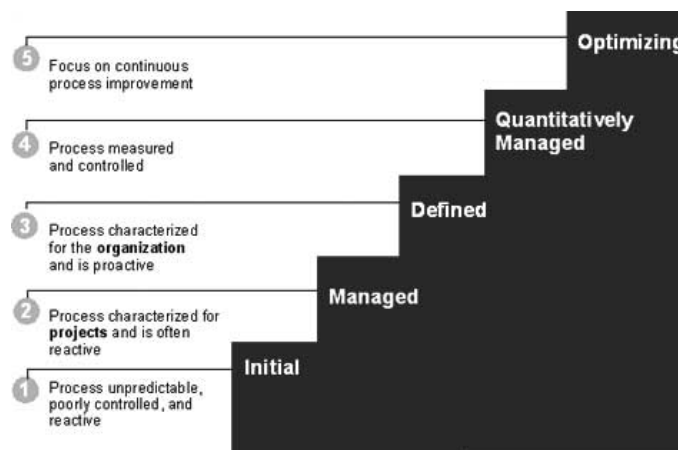 5
Optimizing
Focus on continuous
process improvement
4
Quantitatively
Managed
Process measured
and controlled
3
Defined
Process characterized
for the organization
and is proactive
2
Managed
Process characterized for
projects and is often
reactive
1
Initial
Process unpredictable,
poorly controlled, and
reactive